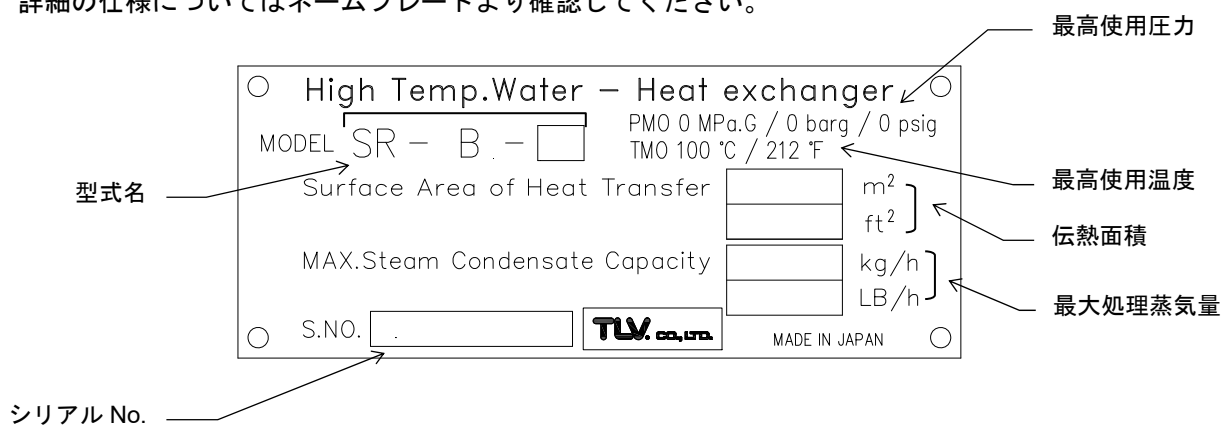 詳細の仕様についてはネームプレートより確認してください。
最高使用圧力
High Temp.Water − Heat exchanger
PMO 0 MPa.G / 0 barg / 0 psig
MODEL SR − B . −
TMO 100 ℃ / 212 ℉
型式名
最高使用温度
Surface Area of Heat Transfer
m²
ft²
伝熱面積
MAX.Steam Condensate Capacity
kg/h
LB/h
最大処理蒸気量
S.NO.
TLV. CO., LTD.
MADE IN JAPAN
シリアル No.